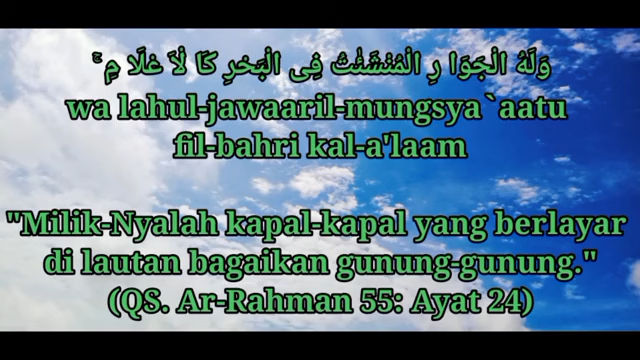 وَلَهُ الْجَوَا رِ الْمُنْشَئٰتُ فِى الْبَحْرِ كَا لْاَ عْلَا مِ ۚ
wa lahul-jawaaril-mungsya`aatu
fil-bahri kal-a'laam
"Milik-Nyalah kapal-kapal yang berlayar
di lautan bagaikan gunung-gunung."
(QS. Ar-Rahman 55: Ayat 24)